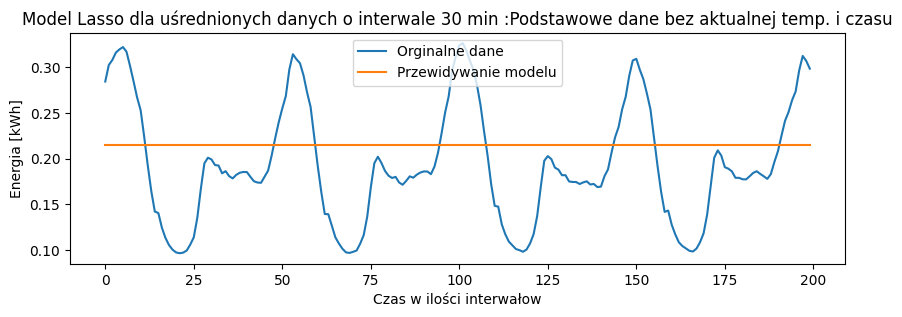 Model Lasso dla uśrednionych danych o interwale 30 min :Podstawowe dane bez aktualnej temp. i czasu
Orginalne dane
Przewidywanie modelu
Energia [kWh]
0.30
0.25
0.20
0.15
0.10
0 25 50 75 100 125 150 175 200
Czas w ilości interwałow